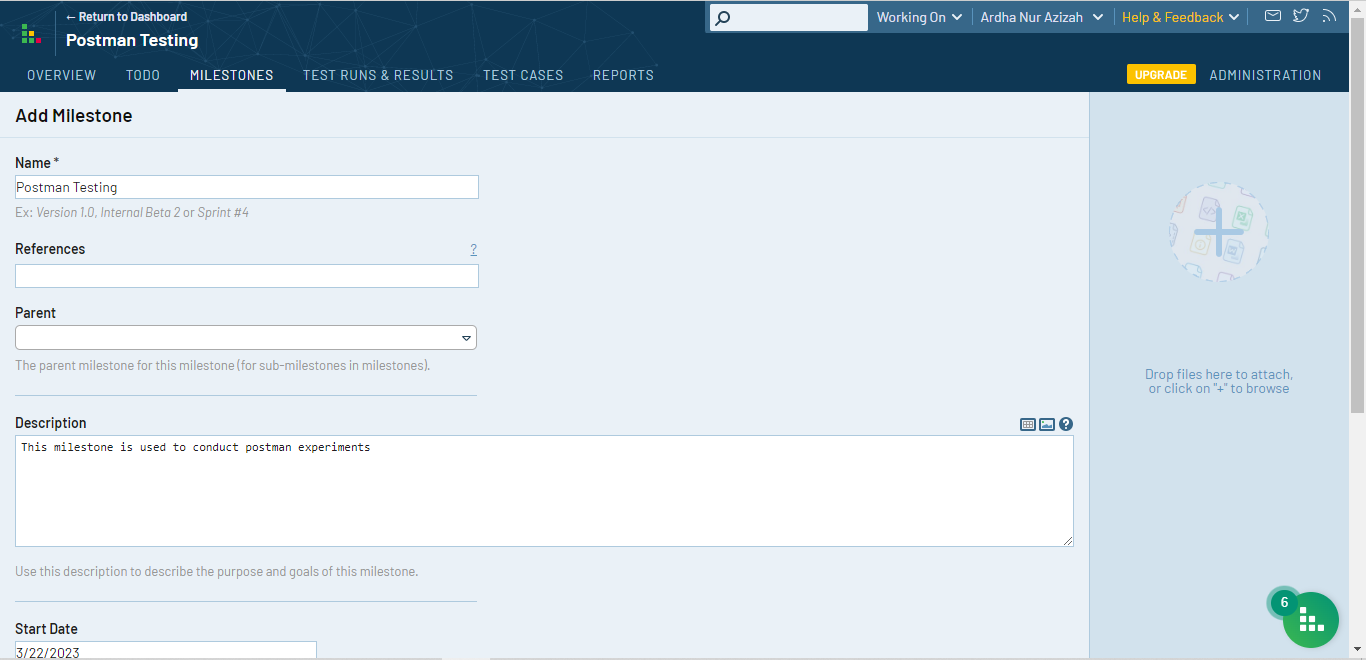 ← Return to Dashboard
Postman Testing
Working On
Ardha Nur Azizah
Help & Feedback
OVERVIEW
TODO
MILESTONES
TEST RUNS & RESULTS
TEST CASES
REPORTS
UPGRADE
ADMINISTRATION
Add Milestone
Name *
Postman Testing
Ex: Version 1.0, Internal Beta 2 or Sprint #4
References
?
Parent
The parent milestone for this milestone (for sub-milestones in milestones).
Description
?
This milestone is used to conduct postman experiments
Use this description to describe the purpose and goals of this milestone.
Start Date
3/22/2023
Drop files here to attach,
or click on "+" to browse
6